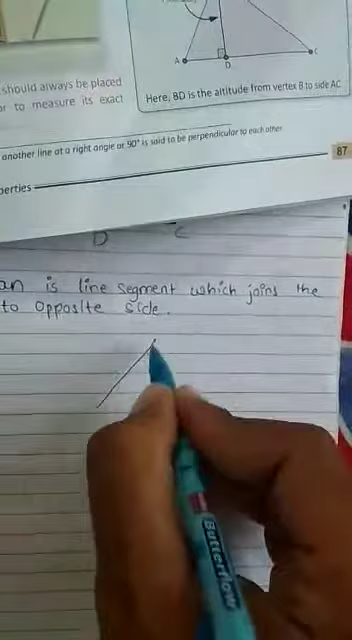 should always be placed
or to measure its exact
A
D
C
Here, BD is the altitude from vertex B to side AC
another line at a right angle or 90° is said to be perpendicular to each other
87
perties
D C
an is line segment which joins the
to opposite side.
Butterflow